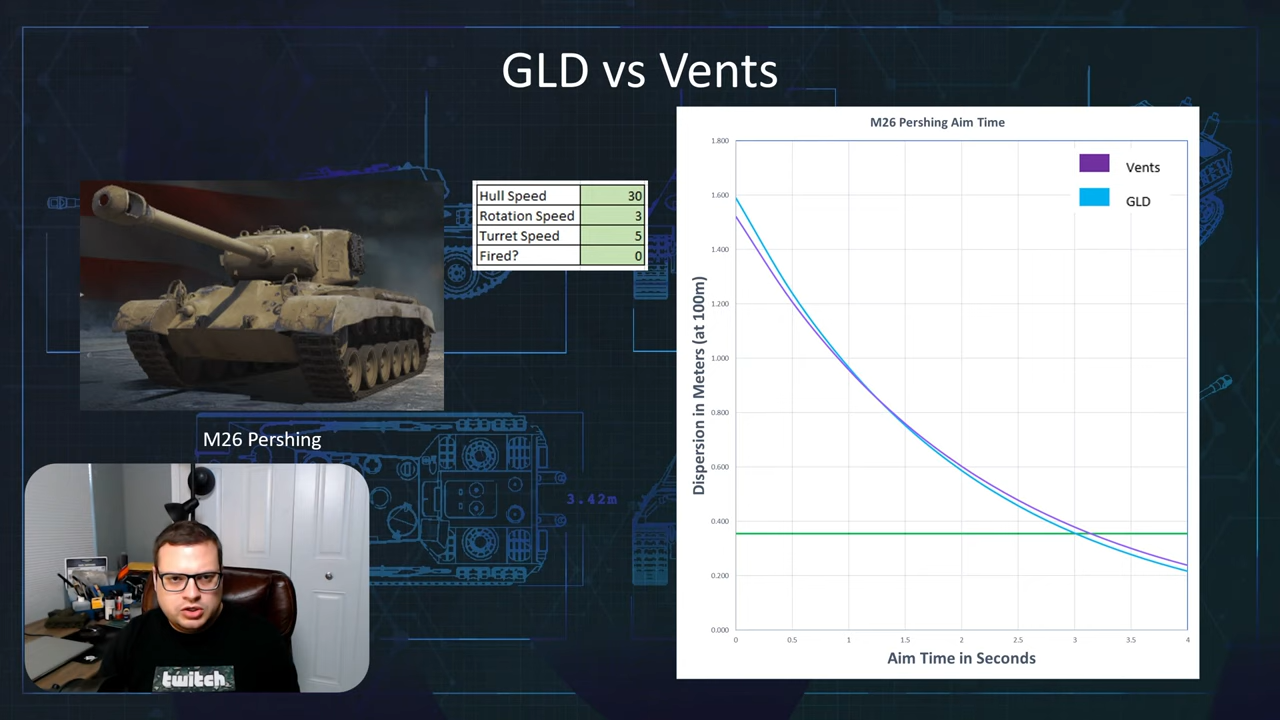 GLD vs Vents
Hull Speed 30
Rotation Speed 3
Turret Speed 5
Fired? 0
M26 Pershing
3.42m
twitch
M26 Pershing Aim Time
Vents
GLD
Dispersion in Meters (at 100m)
1.800
1.600
1.400
1.200
1.000
0.800
0.600
0.400
0.200
0.000
0 0.5 1 1.5 2 2.5 3 3.5 4
Aim Time in Seconds